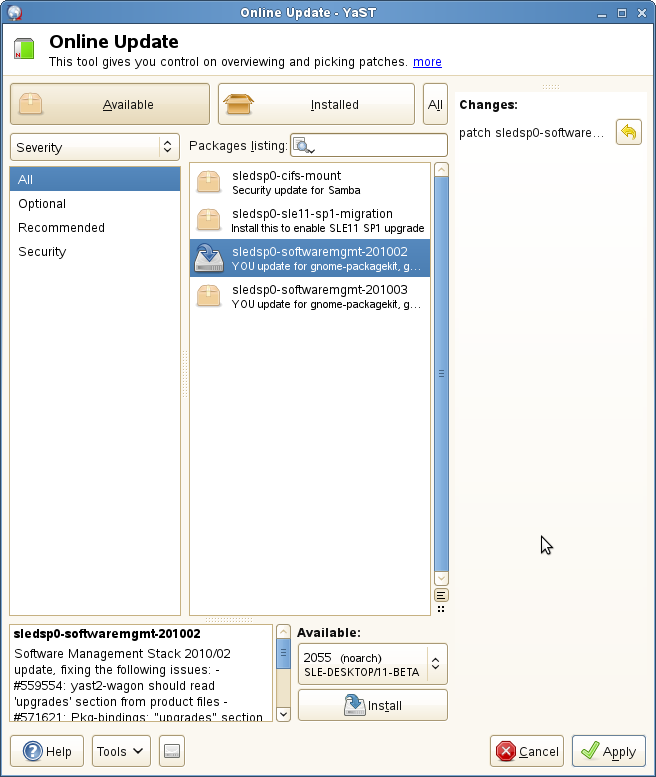 Online Update - YaST
Online Update
This tool gives you control on overviewing and picking patches. more
Available
Installed
All
Changes:
patch sledsp0-software...
Severity
Packages listing:
All
Optional
Recommended
Security
sledsp0-cifs-mount
Security update for Samba
sledsp0-sle11-sp1-migration
Install this to enable SLE11 SP1 upgrade
sledsp0-softwaremgmt-201002
YOU update for gnome-packagekit, g...
sledsp0-softwaremgmt-201003
YOU update for gnome-packagekit, g...
sledsp0-softwaremgmt-201002
Software Management Stack 2010/02
update, fixing the following issues: -
#559554: yast2-wagon should read
'upgrades' section from product files -
#571621: Pkg-bindings: "upgrades" section
Available:
2055 (noarch)
SLE-DESKTOP/11-BETA
Install
Help
Tools
Cancel
Apply